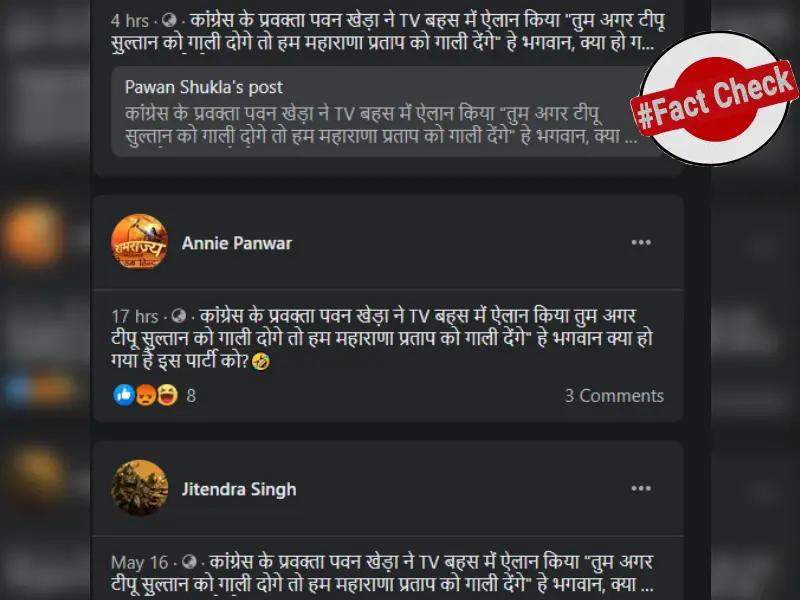 4 hrs · · कांग्रेस के प्रवक्ता पवन खेड़ा ने TV बहस में ऐलान किया "तुम अगर टीपू
सुल्तान को गाली दोगे तो हम महाराणा प्रताप को गाली देंगे" हे भगवान, क्या हो ग...
#Fact Check
Pawan Shukla's post
कांग्रेस के प्रवक्ता पवन खेड़ा ने TV बहस में ऐलान किया "तुम अगर टीपू
सुल्तान को गाली दोगे तो हम महाराणा प्रताप को गाली देंगे" हे भगवान, क्या ...
रामराज्य
Annie Panwar
17 hrs · · कांग्रेस के प्रवक्ता पवन खेड़ा ने TV बहस में ऐलान किया तुम अगर
टीपू सुल्तान को गाली दोगे तो हम महाराणा प्रताप को गाली देंगे" हे भगवान क्या हो
गया है इस पार्टी को?🤣
8
3 Comments
Jitendra Singh
May 16 · · कांग्रेस के प्रवक्ता पवन खेड़ा ने TV बहस में ऐलान किया "तुम अगर
टीपू सुल्तान को गाली दोगे तो हम महाराणा प्रताप को गाली देंगे" हे भगवान, क्या ...